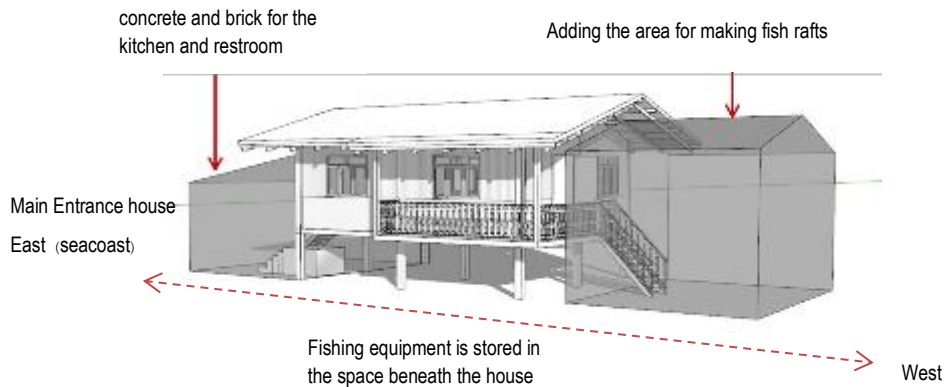 concrete and brick for the
kitchen and restroom
Adding the area for making fish rafts
Main Entrance house
East (seacoast)
Fishing equipment is stored in
the space beneath the house
West